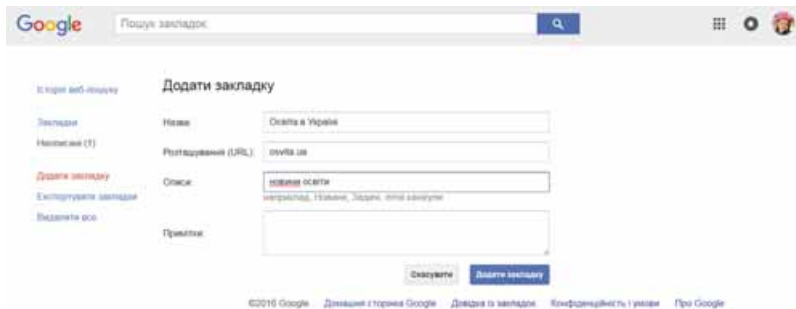 Google
Пошук закладок
Історія веб-пошуку
Додати закладку
Закладки
Назва:
Освіта в Україні
Неописані (1)
Розташування (URL):
osvita.ua
Додати закладку
Описи:
новини освіти
Експортувати закладки
наприклад, Новини, Задачі, літні канікули
Видалити все
Примітки:
Скасувати
Додати закладку
©2016 Google Домашня сторінка Google Довідка із закладок Конфіденційність і умови Про Google